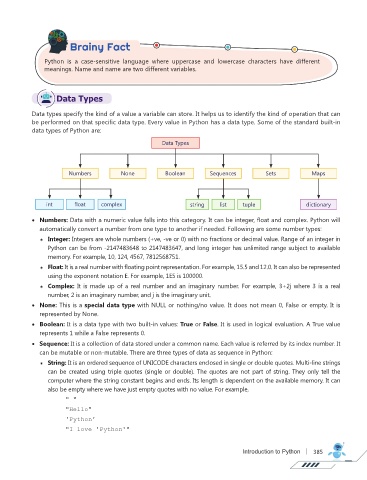 Brainy Fact
Python is a case-sensitive language where uppercase and lowercase characters have different
meanings. Name and name are two different variables.
Data Types
Data types specify the kind of a value a variable can store. It helps us to identify the kind of operation that can
be performed on that specific data type. Every value in Python has a data type. Some of the standard built-in
data types of Python are:
Data Types
Numbers None Boolean Sequences Sets Maps
int float complex string list tuple dictionary
• Numbers: Data with a numeric value falls into this category. It can be integer, float and complex. Python will
automatically convert a number from one type to another if needed. Following are some number types:
Integer: Integers are whole numbers (+ve, -ve or 0) with no fractions or decimal value. Range of an integer in
Python can be from -2147483648 to 2147483647, and long integer has unlimited range subject to available
memory. For example, 10, 124, 4567, 7812568751.
Float: It is a real number with floating point representation. For example, 15.5 and 12.0. It can also be represented
using the exponent notation E. For example, 1E5 is 100000.
Complex: It is made up of a real number and an imaginary number. For example, 3+2j where 3 is a real
number, 2 is an imaginary number, and j is the imaginary unit.
• None: This is a special data type with NULL or nothing/no value. It does not mean 0, False or empty. It is
represented by None.
• Boolean: It is a data type with two built-in values: True or False. It is used in logical evaluation. A True value
represents 1 while a False represents 0.
• Sequence: It is a collection of data stored under a common name. Each value is referred by its index number. It
can be mutable or non-mutable. There are three types of data as sequence in Python:
String: It is an ordered sequence of UNICODE characters enclosed in single or double quotes. Multi-line strings
can be created using triple quotes (single or double). The quotes are not part of string. They only tell the
computer where the string constant begins and ends. Its length is dependent on the available memory. It can
also be empty where we have just empty quotes with no value. For example,
" "
"Hello"
'Python'
"I love 'Python'"
Introduction to Python | 385